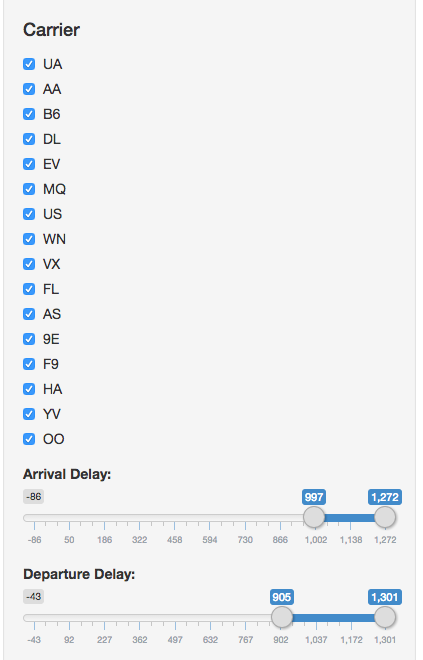 Carrier
UA
AA
B6
DL
EV
MQ
US
WN
VX
FL
AS
9E
F9
HA
YV
OO
Arrival Delay:
-86 997 1,272
-86 50 186 322 458 594 730 866 1,002 1,138 1,272
Departure Delay:
-43 905 1,301
-43 92 227 362 497 632 767 902 1,037 1,172 1,301